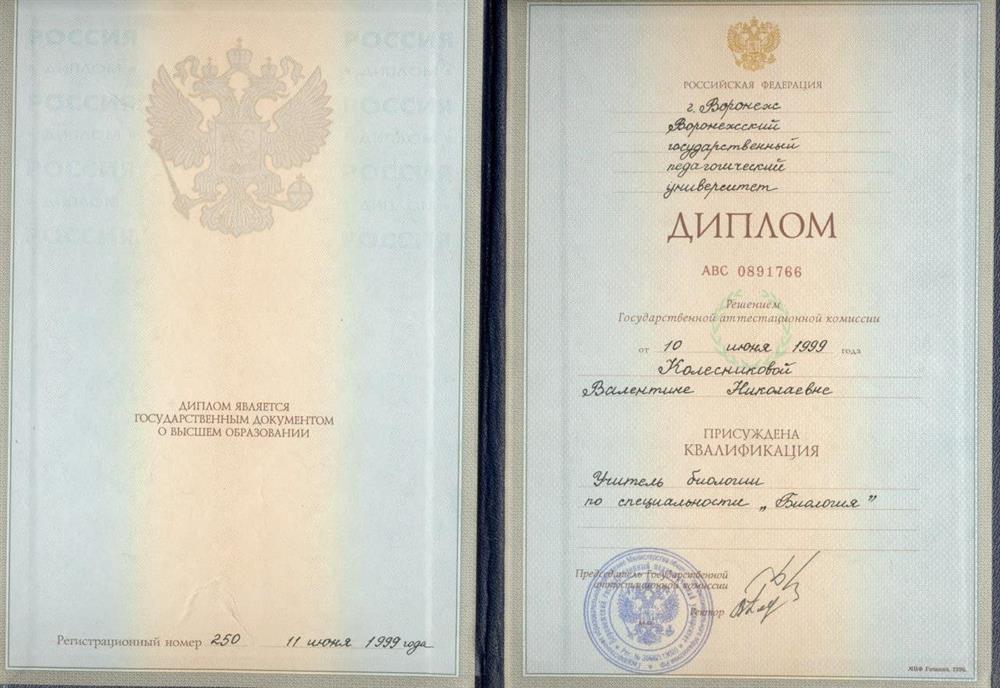 РОССИЯ РОССИЯ
РОССИЯ
РОССИЯ
ДИПЛОМ ЯВЛЯЕТСЯ
ГОСУДАРСТВЕННЫМ ДОКУМЕНТОМ
О ВЫСШЕМ ОБРАЗОВАНИИ
Регистрационный номер 250 11 июня 1999 года
РОССИЙСКАЯ ФЕДЕРАЦИЯ
г. Воронеж
Воронежский
государственный
педагогический
университет
ДИПЛОМ
АВС 0891766
Решением
Государственной аттестационной комиссии
от 10 июня 1999 года
Колесниковой
Валентине Николаевне
ПРИСУЖДЕНА
КВАЛИФИКАЦИЯ
Учитель биологии
по специальности „Биология"
Председатель Государственной
аттестационной комиссии
Ректор